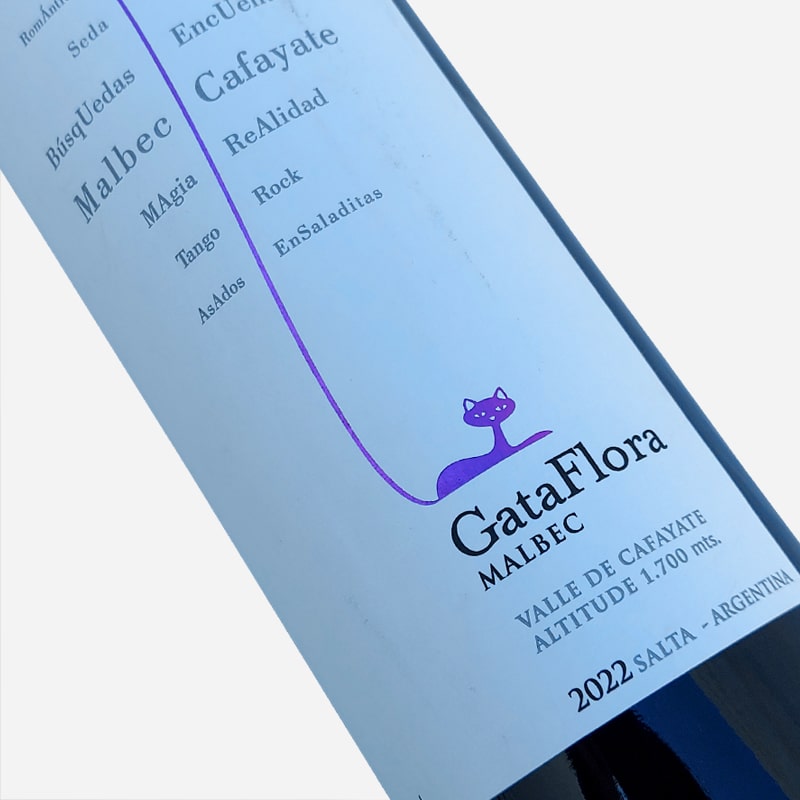 Seda
BúsqUedas
Malbec
MAgia
Tango
AsAdos
Cafayate
ReAlidad
Rock
EnSaladitas
GataFlora
MALBEC
VALLE DE CAFAYATE
ALTITUDE 1.700 mts.
2022 SALTA - ARGENTINA